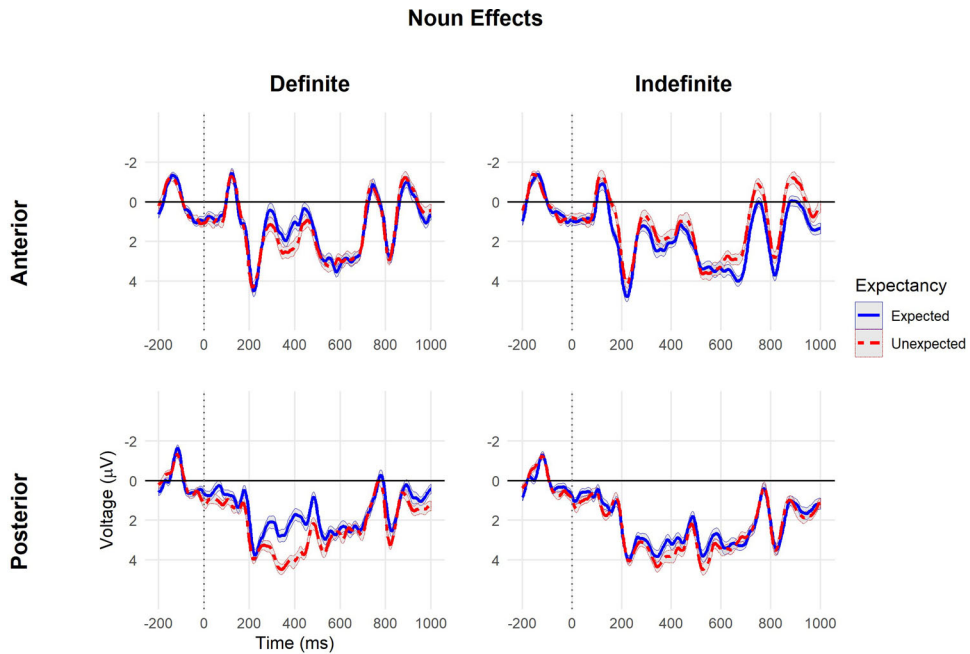 Noun Effects
Definite
Indefinite
Anterior
-2
0
2
4
-200 0 200 400 600 800 1000
-2
0
2
4
-200 0 200 400 600 800 1000
Expectancy
Expected
Unexpected
Posterior
Voltage (μV)
-2
0
2
4
-200 0 200 400 600 800 1000
Time (ms)
-2
0
2
4
-200 0 200 400 600 800 1000